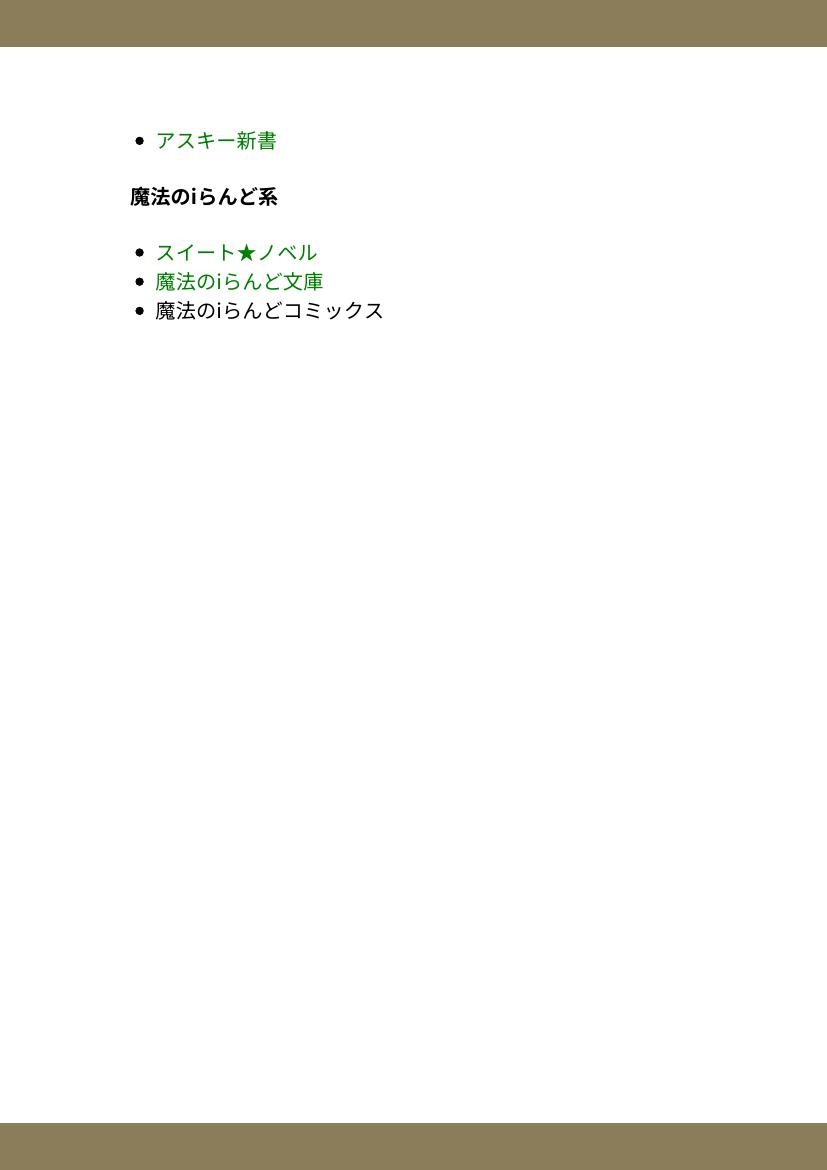 アスキー新書
魔法のiらんど系
スイート★ノベル
魔法のiらんど文庫
魔法のiらんどコミックス